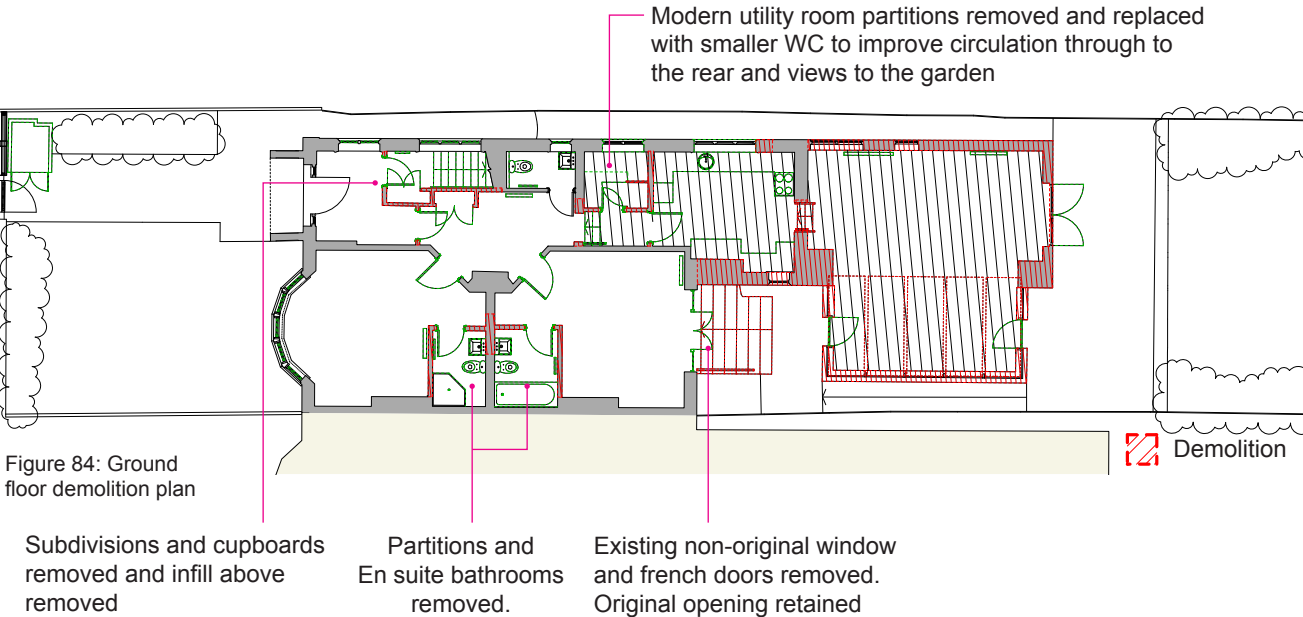 Modern utility room partitions removed and replaced
with smaller WC to improve circulation through to
the rear and views to the garden
Demolition
Figure 84: Ground
floor demolition plan
Subdivisions and cupboards
removed and infill above
removed
Partitions and
En suite bathrooms
removed.
Existing non-original window
and french doors removed.
Original opening retained